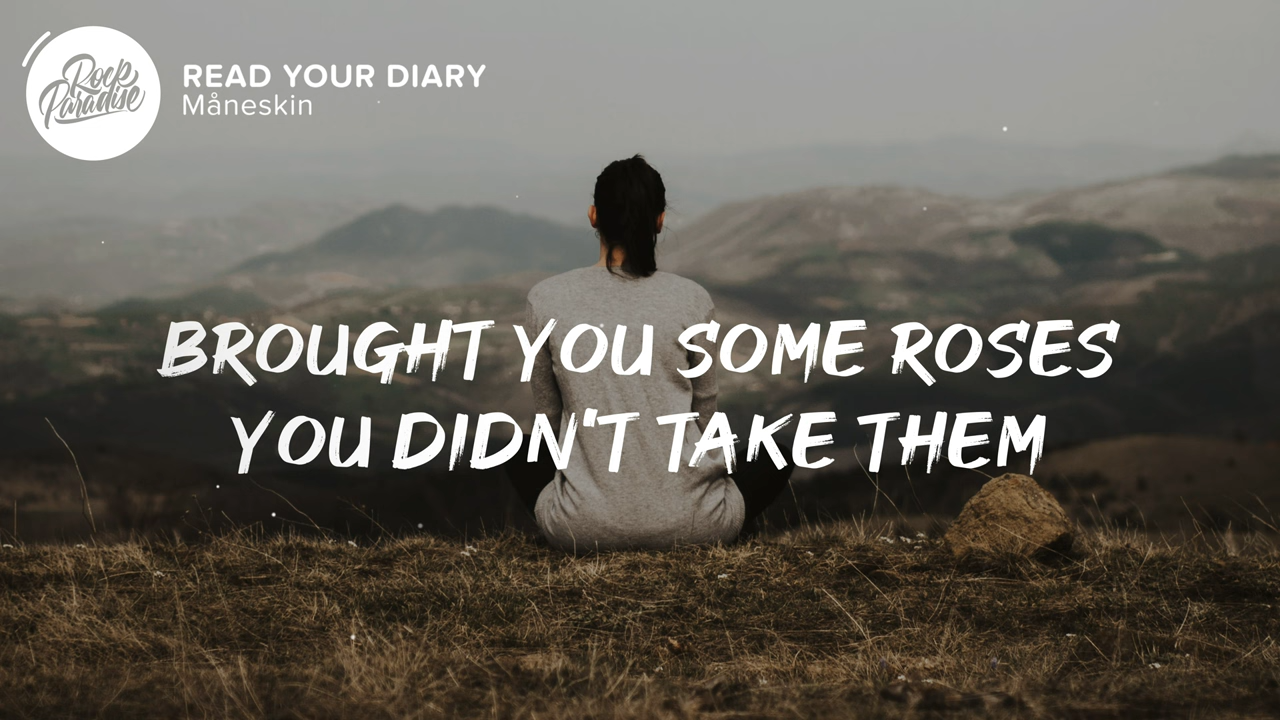 Rock
Paradise
READ YOUR DIARY
Måneskin
BROUGHT YOU SOME ROSES
YOU DIDN'T TAKE THEM